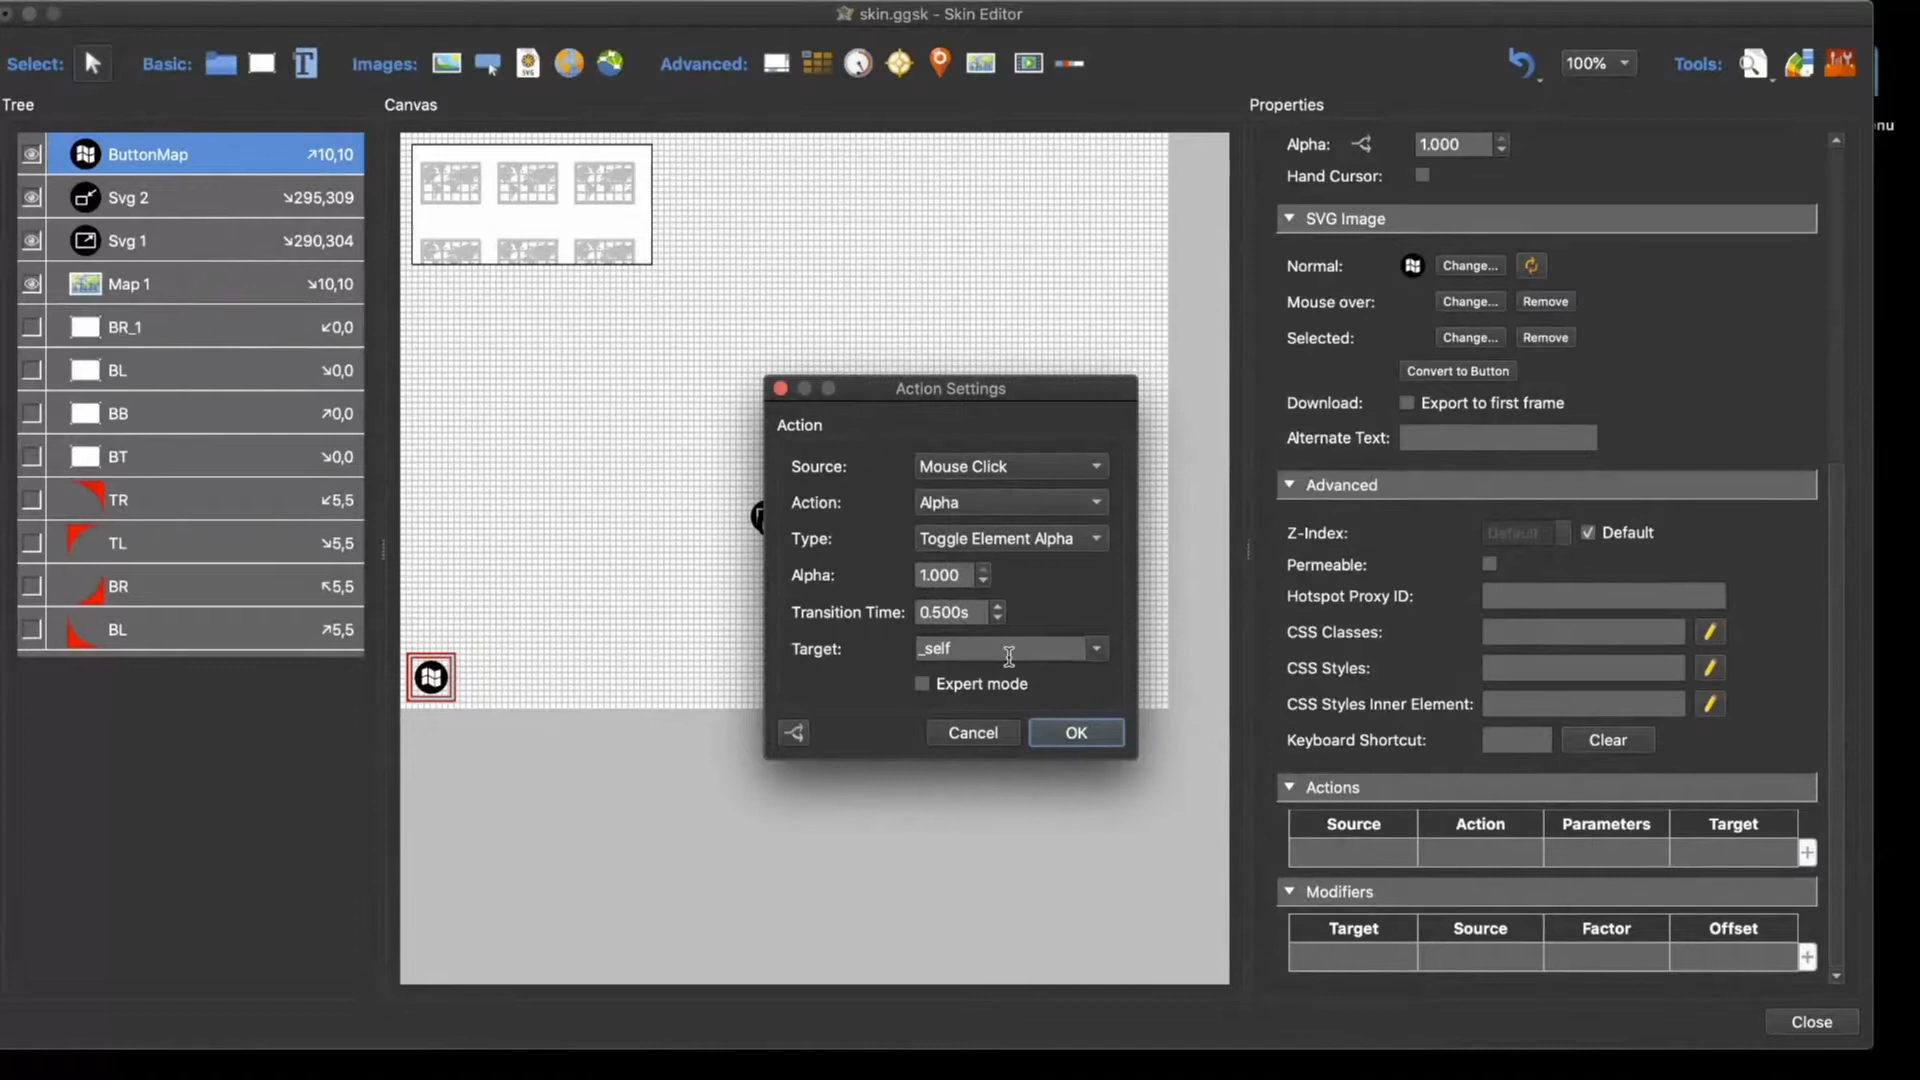 skin.ggsk - Skin Editor
Select:
Basic:
T
Images:
SVG
Advanced:
100%
Tools:
Tree
Canvas
Properties
nu
ButtonMap ↗10,10
Svg 2 ↘295,309
Svg 1 ↘290,304
Map 1 ↘10,10
BR_1 ↙0,0
BL ↘0,0
BB ↗0,0
BT ↘0,0
TR ↙5,5
TL ↘5,5
BR ↖5,5
BL ↗5,5
Action Settings
Action
Source: Mouse Click
Action: Alpha
Type: Toggle Element Alpha
Alpha: 1.000
Transition Time: 0.500s
Target: _self
Expert mode
Cancel
OK
Alpha: 1.000
Hand Cursor:
SVG Image
Normal: Change...
Mouse over: Change... Remove
Selected: Change... Remove
Convert to Button
Download: Export to first frame
Alternate Text:
Advanced
Z-Index: Default Default
Permeable:
Hotspot Proxy ID:
CSS Classes:
CSS Styles:
CSS Styles Inner Element:
Keyboard Shortcut: Clear
Actions
Source Action Parameters Target
+
Modifiers
Target Source Factor Offset
+
Close